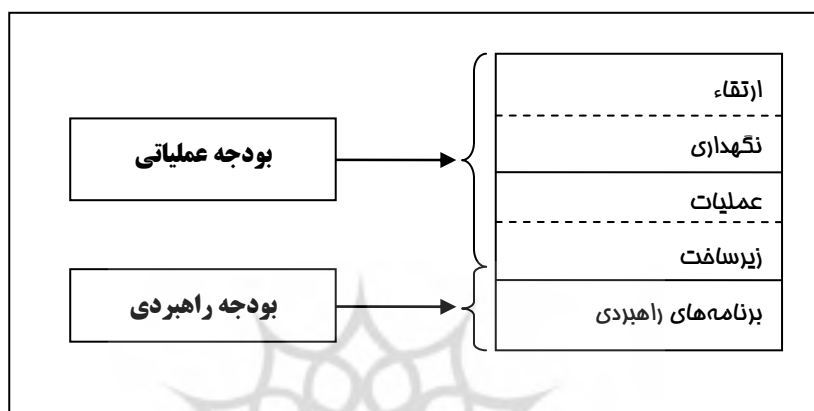 ارتقاء
نگهداری
بودجه عملیاتی
عملیات
زیرساخت
بودجه راهبردی
برنامه‌های راهبردی